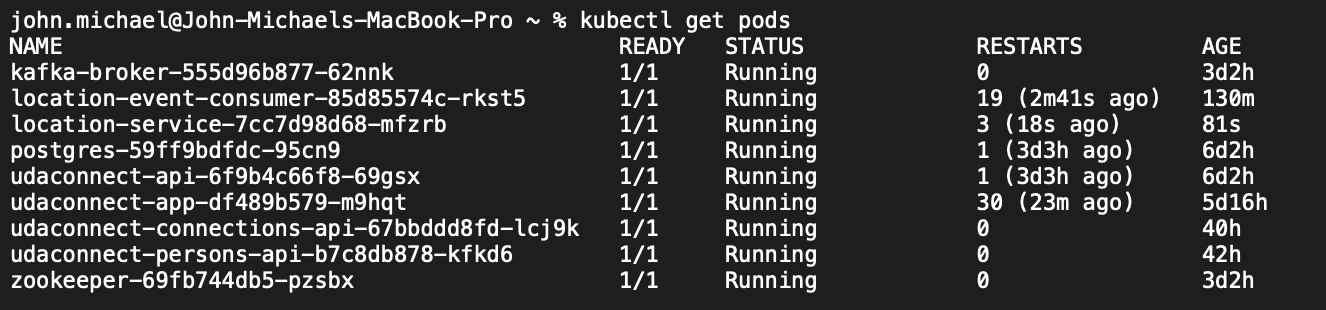 john.michael@John-Michaels-MacBook-Pro ~ % kubectl get pods
NAME READY STATUS RESTARTS AGE
kafka-broker-555d96b877-62nnk 1/1 Running 0 3d2h
location-event-consumer-85d85574c-rkst5 1/1 Running 19 (2m41s ago) 130m
location-service-7cc7d98d68-mfzrb 1/1 Running 3 (18s ago) 81s
postgres-59ff9bdfdc-95cn9 1/1 Running 1 (3d3h ago) 6d2h
udaconnect-api-6f9b4c66f8-69gsx 1/1 Running 1 (3d3h ago) 6d2h
udaconnect-app-df489b579-m9hqt 1/1 Running 30 (23m ago) 5d16h
udaconnect-connections-api-67bbddd8fd-lcj9k 1/1 Running 0 40h
udaconnect-persons-api-b7c8db878-kfkd6 1/1 Running 0 42h
zookeeper-69fb744db5-pzsbx 1/1 Running 0 3d2h